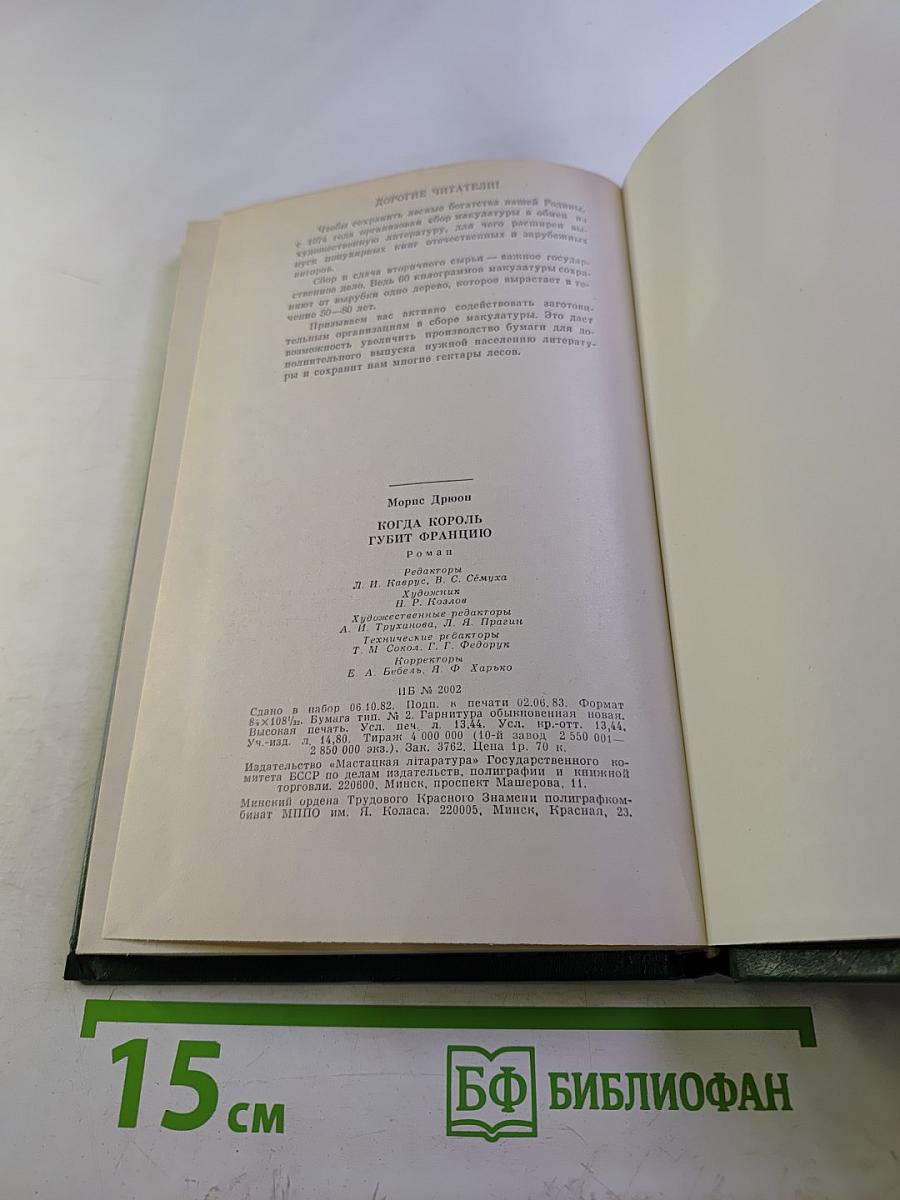 ДОРОГИЕ ЧИТАТЕЛИ!
Чтобы сохранить лесные богатства нашей Родины,
с 1974 года организован сбор макулатуры в обмен на
художественную литературу, для чего расширен вы-
пуск популярных книг отечественных и зарубежных
авторов.
Сбор и сдача вторичного сырья — важное государ-
ственное дело. Ведь 60 килограммов макулатуры сохра-
няют от вырубки одно дерево, которое вырастает в те-
чение 50—80 лет.
Призываем вас активно содействовать заготови-
тельным организациям в сборе макулатуры. Это даст
возможность увеличить производство бумаги для до-
полнительного выпуска нужной населению литерату-
ры и сохранит нам многие гектары лесов.
Морис Дрюон
КОГДА КОРОЛЬ
ГУБИТ ФРАНЦИЮ
Роман
Редакторы
Л. И. Каврус, В. С. Сёмуха
Художник
Н. Р. Козлов
Художественные редакторы
А. И. Труханова, Л. Я. Прагин
Технические редакторы
Т. М. Сокол, Г. Г. Федорук
Корректоры
Е. А. Бебель, Я. Ф. Харько
ИБ № 2002
Сдано в набор 06.10.82. Подп. к печати 02.06.83. Формат
84×108¹/₃₂. Бумага тип. № 2. Гарнитура обыкновенная новая.
Высокая печать. Усл. печ. л. 13,44. Усл. кр.-отт. 13,44.
Уч.-изд. л. 14,80. Тираж 4 000 000 (10-й завод 2 550 001—
2 850 000 экз.). Зак. 3762. Цена 1р. 70 к.
Издательство «Мастацкая літаратура» Государственного ко-
митета БССР по делам издательств, полиграфии и книжной
торговли. 220600, Минск, проспект Машерова, 11.
Минский ордена Трудового Красного Знамени полиграфком-
бинат МППО им. Я. Коласа. 220005, Минск, Красная, 23.
15 см
БФ БИБЛИОФАН